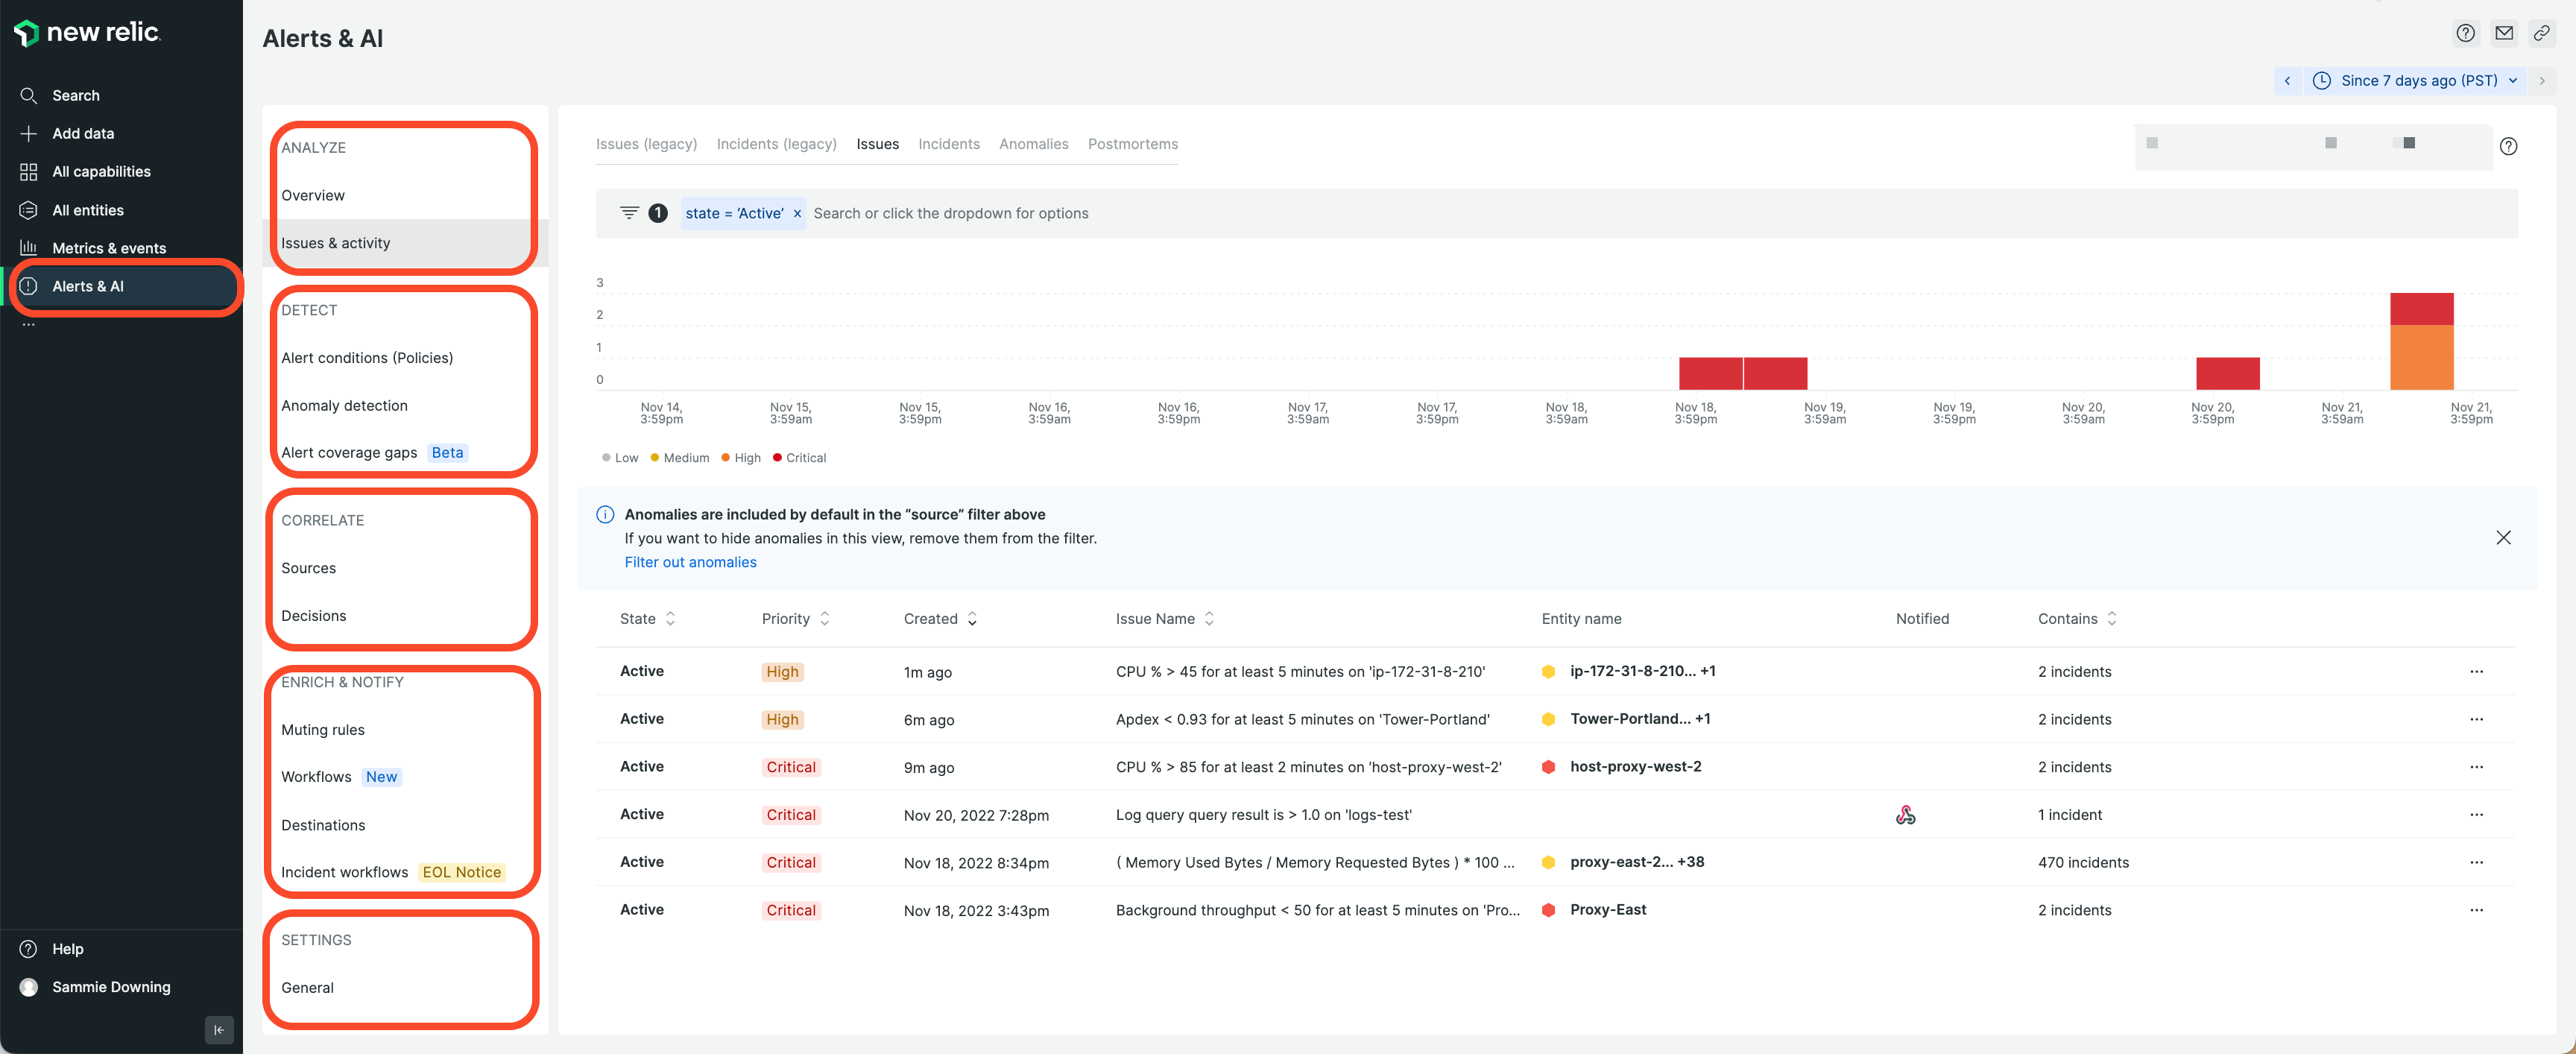 new relic
Search
Add data
All capabilities
All entities
Metrics & events
Alerts & AI
...
Help
Sammie Downing
Alerts & AI
Since 7 days ago (PST)
ANALYZE
Overview
Issues & activity
DETECT
Alert conditions (Policies)
Anomaly detection
Alert coverage gaps Beta
CORRELATE
Sources
Decisions
ENRICH & NOTIFY
Muting rules
Workflows New
Destinations
Incident workflows EOL Notice
SETTINGS
General
Issues (legacy) Incidents (legacy) Issues Incidents Anomalies Postmortems
1 state = ‘Active’ × Search or click the dropdown for options
3
2
1
0
Nov 14, 3:59pm
Nov 15, 3:59am
Nov 15, 3:59pm
Nov 16, 3:59am
Nov 16, 3:59pm
Nov 17, 3:59am
Nov 17, 3:59pm
Nov 18, 3:59am
Nov 18, 3:59pm
Nov 19, 3:59am
Nov 19, 3:59pm
Nov 20, 3:59am
Nov 20, 3:59pm
Nov 21, 3:59am
Nov 21, 3:59pm
Low Medium High Critical
Anomalies are included by default in the “source” filter above
If you want to hide anomalies in this view, remove them from the filter.
Filter out anomalies
State Priority Created Issue Name Entity name Notified Contains
Active High 1m ago CPU % > 45 for at least 5 minutes on 'ip-172-31-8-210' ip-172-31-8-210... +1 2 incidents ...
Active High 6m ago Apdex < 0.93 for at least 5 minutes on 'Tower-Portland' Tower-Portland... +1 2 incidents ...
Active Critical 9m ago CPU % > 85 for at least 2 minutes on 'host-proxy-west-2' host-proxy-west-2 2 incidents ...
Active Critical Nov 20, 2022 7:28pm Log query query result is > 1.0 on 'logs-test' 1 incident ...
Active Critical Nov 18, 2022 8:34pm ( Memory Used Bytes / Memory Requested Bytes ) * 100 ... proxy-east-2... +38 470 incidents ...
Active Critical Nov 18, 2022 3:43pm Background throughput < 50 for at least 5 minutes on 'Pro... Proxy-East 2 incidents ...